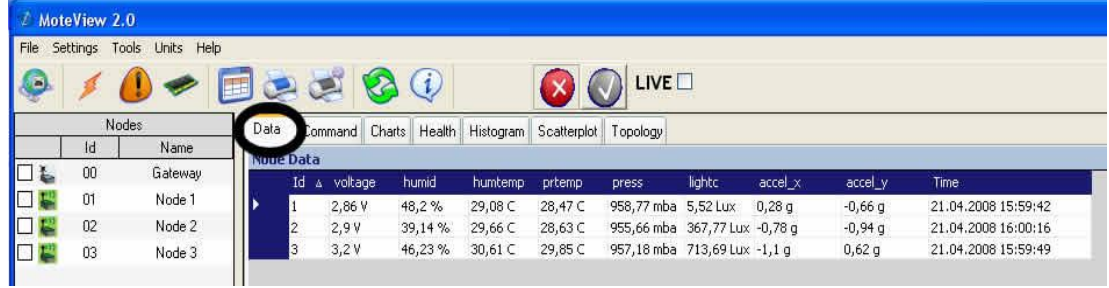 MoteView 2.0
File Settings Tools Units Help
LIVE
Nodes
Id Name
00 Gateway
01 Node 1
02 Node 2
03 Node 3
Data Command Charts Health Histogram Scatterplot Topology
Node Data
Id voltage humid humtemp prtemp press lightc accel_x accel_y Time
1 2,86 V 48,2 % 29,08 C 28,47 C 958,77 mba 5,52 Lux 0,28 g -0,66 g 21.04.2008 15:59:42
2 2,9 V 39,14 % 29,66 C 28,63 C 955,66 mba 367,77 Lux -0,78 g -0,94 g 21.04.2008 16:00:16
3 3,2 V 46,23 % 30,61 C 29,85 C 957,18 mba 713,69 Lux -1,1 g 0,62 g 21.04.2008 15:59:49